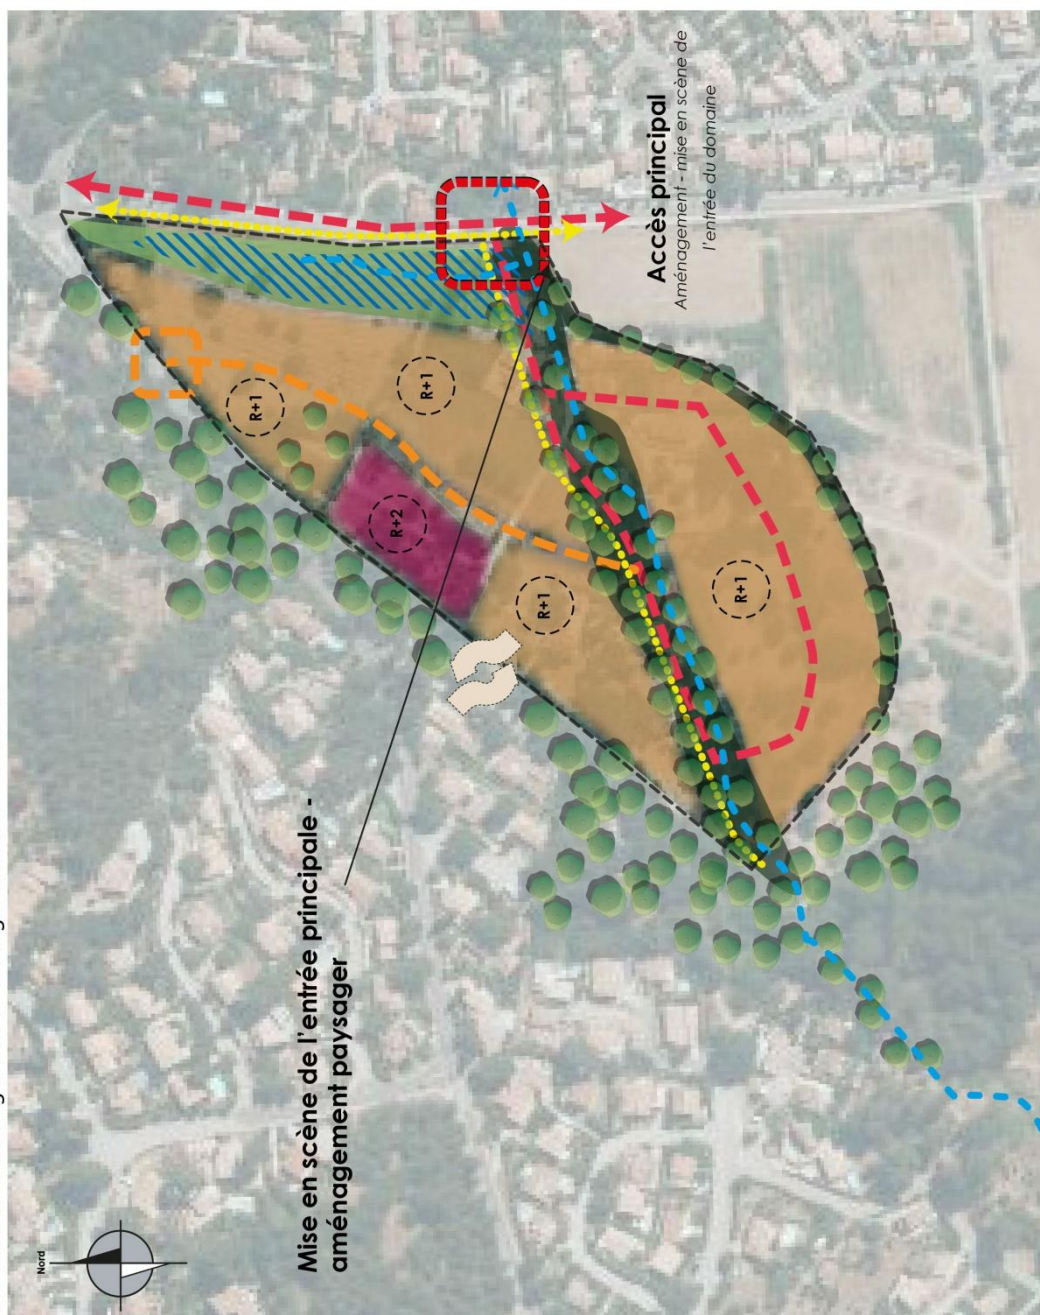 Nord
Mise en scène de l'entrée principale -
aménagement paysager
Accès principal
Aménagement - mise en scène de
l'entrée du domaine
R+1
R+1
R+2
R+1
R+1